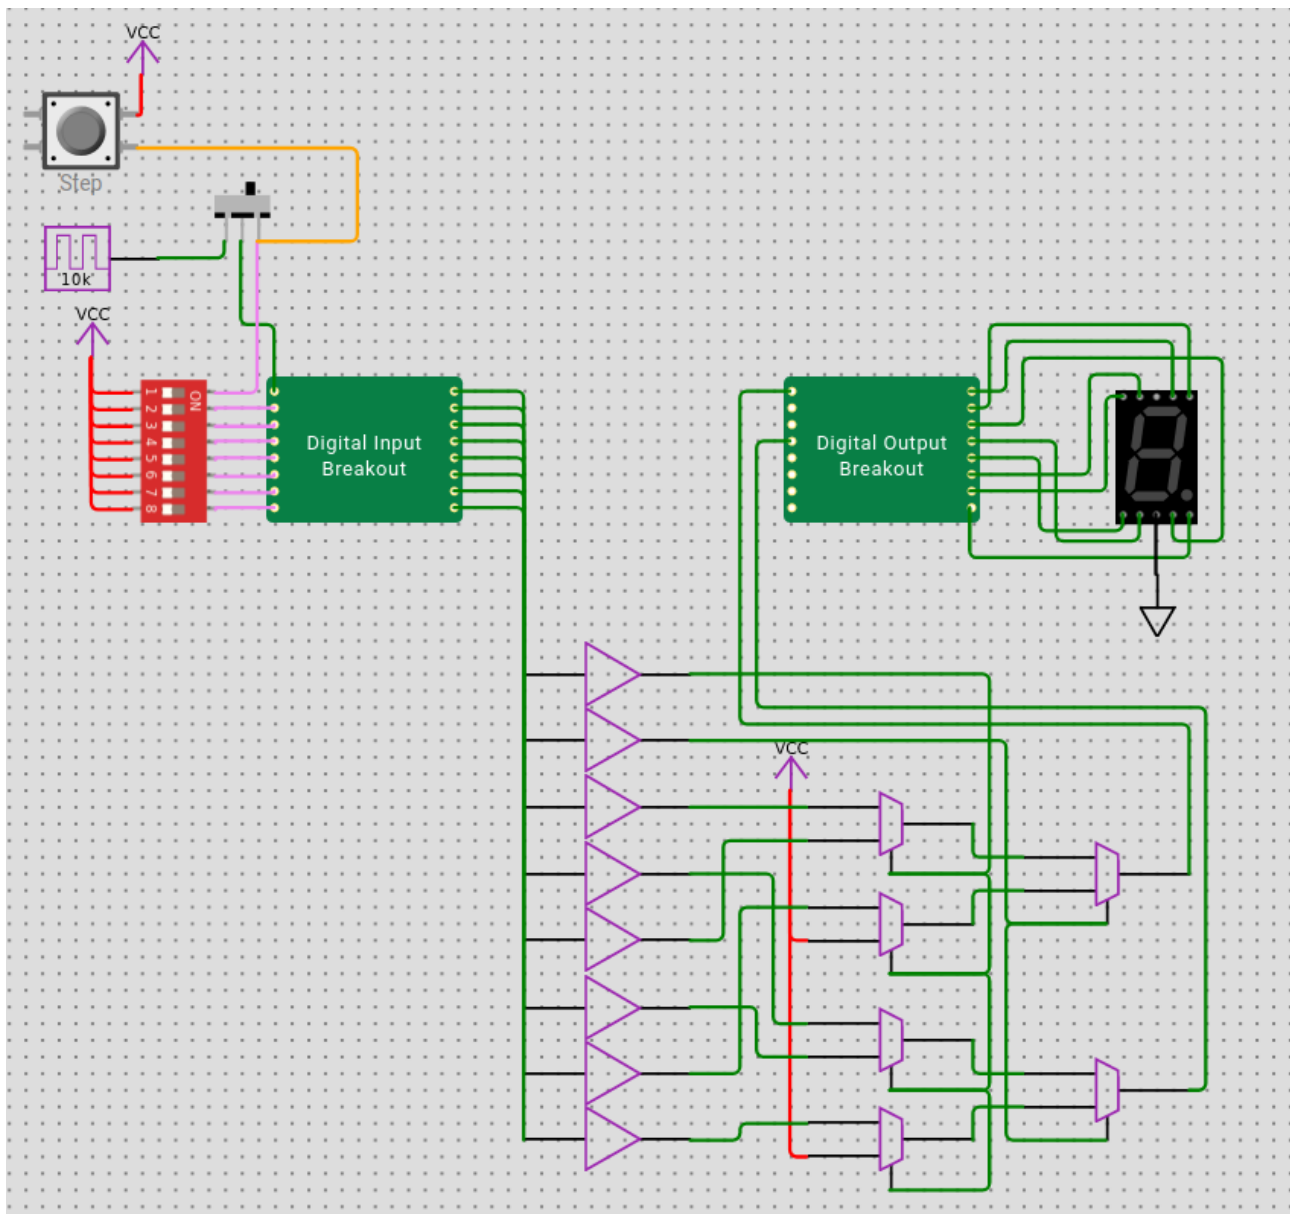 VCC
Step
10k
VCC
1
2
3
4
5
6
7
8
ON
Digital Input
Breakout
Digital Output
Breakout
VCC